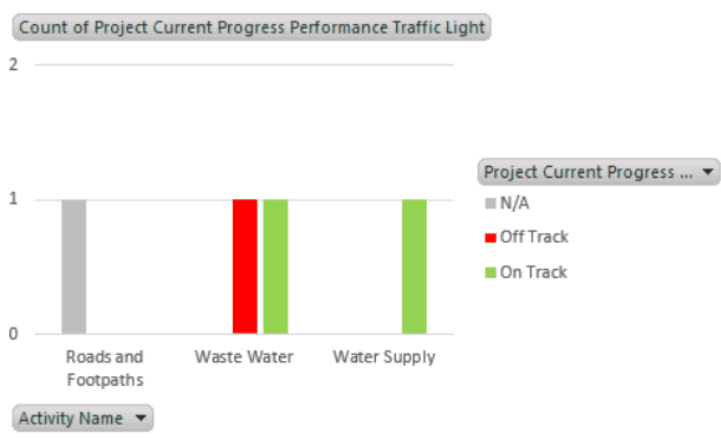 Count of Project Current Progress Performance Traffic Light
2
1
0
Roads and
Footpaths
Waste Water
Water Supply
Project Current Progress ...
N/A
Off Track
On Track
Activity Name